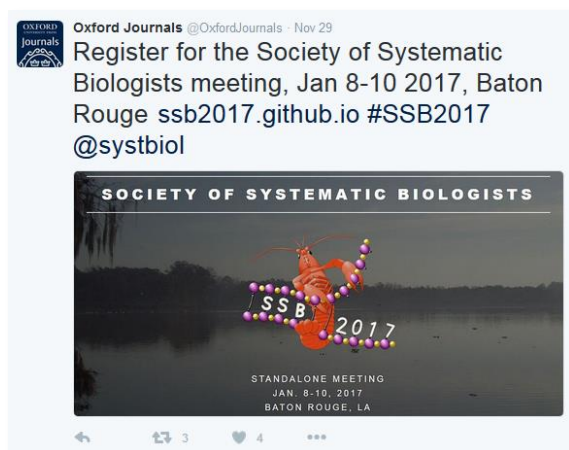 OXFORD
Journals
Oxford Journals @OxfordJournals · Nov 29
Register for the Society of Systematic
Biologists meeting, Jan 8-10 2017, Baton
Rouge ssb2017.github.io #SSB2017
@systbiol
SOCIETY OF SYSTEMATIC BIOLOGISTS
SSB
2017
STANDALONE MEETING
JAN. 8-10, 2017
BATON ROUGE, LA
3
4